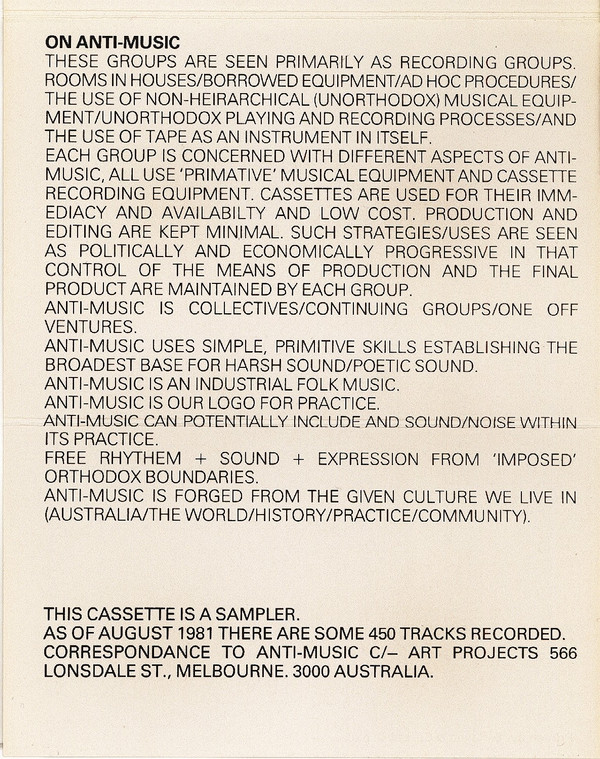 ON ANTI-MUSIC
THESE GROUPS ARE SEEN PRIMARILY AS RECORDING GROUPS.
ROOMS IN HOUSES/BORROWED EQUIPMENT/AD HOC PROCEDURES/
THE USE OF NON-HEIRARCHICAL (UNORTHODOX) MUSICAL EQUIP-
MENT/UNORTHODOX PLAYING AND RECORDING PROCESSES/AND
THE USE OF TAPE AS AN INSTRUMENT IN ITSELF.
EACH GROUP IS CONCERNED WITH DIFFERENT ASPECTS OF ANTI-
MUSIC, ALL USE 'PRIMATIVE' MUSICAL EQUIPMENT AND CASSETTE
RECORDING EQUIPMENT. CASSETTES ARE USED FOR THEIR IMM-
EDIACY AND AVAILABILTY AND LOW COST. PRODUCTION AND
EDITING ARE KEPT MINIMAL. SUCH STRATEGIES/USES ARE SEEN
AS POLITICALLY AND ECONOMICALLY PROGRESSIVE IN THAT
CONTROL OF THE MEANS OF PRODUCTION AND THE FINAL
PRODUCT ARE MAINTAINED BY EACH GROUP.
ANTI-MUSIC IS COLLECTIVES/CONTINUING GROUPS/ONE OFF
VENTURES.
ANTI-MUSIC USES SIMPLE, PRIMITIVE SKILLS ESTABLISHING THE
BROADEST BASE FOR HARSH SOUND/POETIC SOUND.
ANTI-MUSIC IS AN INDUSTRIAL FOLK MUSIC.
ANTI-MUSIC IS OUR LOGO FOR PRACTICE.
ANTI-MUSIC CAN POTENTIALLY INCLUDE AND SOUND/NOISE WITHIN
ITS PRACTICE.
FREE RHYTHEM + SOUND + EXPRESSION FROM 'IMPOSED'
ORTHODOX BOUNDARIES.
ANTI-MUSIC IS FORGED FROM THE GIVEN CULTURE WE LIVE IN
(AUSTRALIA/THE WORLD/HISTORY/PRACTICE/COMMUNITY).
THIS CASSETTE IS A SAMPLER.
AS OF AUGUST 1981 THERE ARE SOME 450 TRACKS RECORDED.
CORRESPONDANCE TO ANTI-MUSIC C/– ART PROJECTS 566
LONSDALE ST., MELBOURNE. 3000 AUSTRALIA.